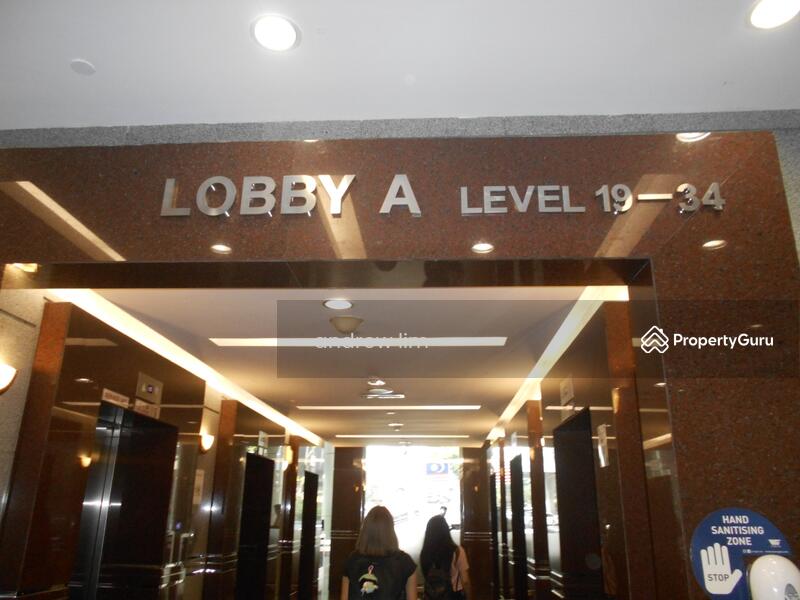 LOBBY A LEVEL 19-34
andrew lim
PropertyGuru
HAND
SANITISING
ZONE
STOP